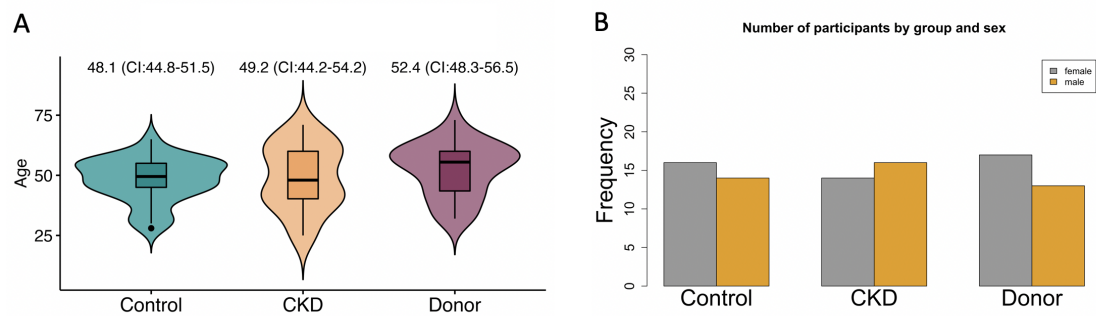 A
48.1 (CI:44.8-51.5) 49.2 (CI:44.2-54.2) 52.4 (CI:48.3-56.5)
75
50
25
Age
Control CKD Donor
B
Number of participants by group and sex
30
25
20
15
10
5
0
Frequency
female
male
Control CKD Donor